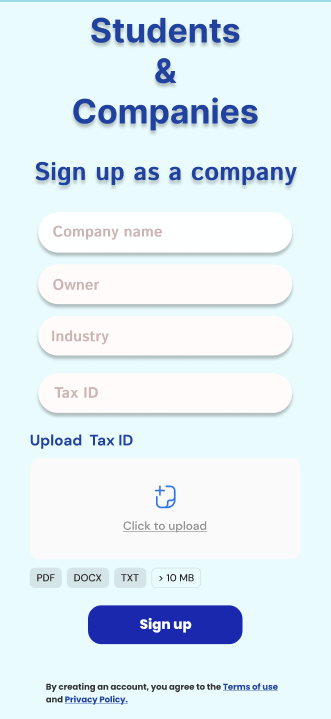 Students
&
Companies
Sign up as a company
Company name
Owner
Industry
Tax ID
Upload Tax ID
Click to upload
PDF DOCX TXT > 10 MB
Sign up
By creating an account, you agree to the Terms of use
and Privacy Policy.